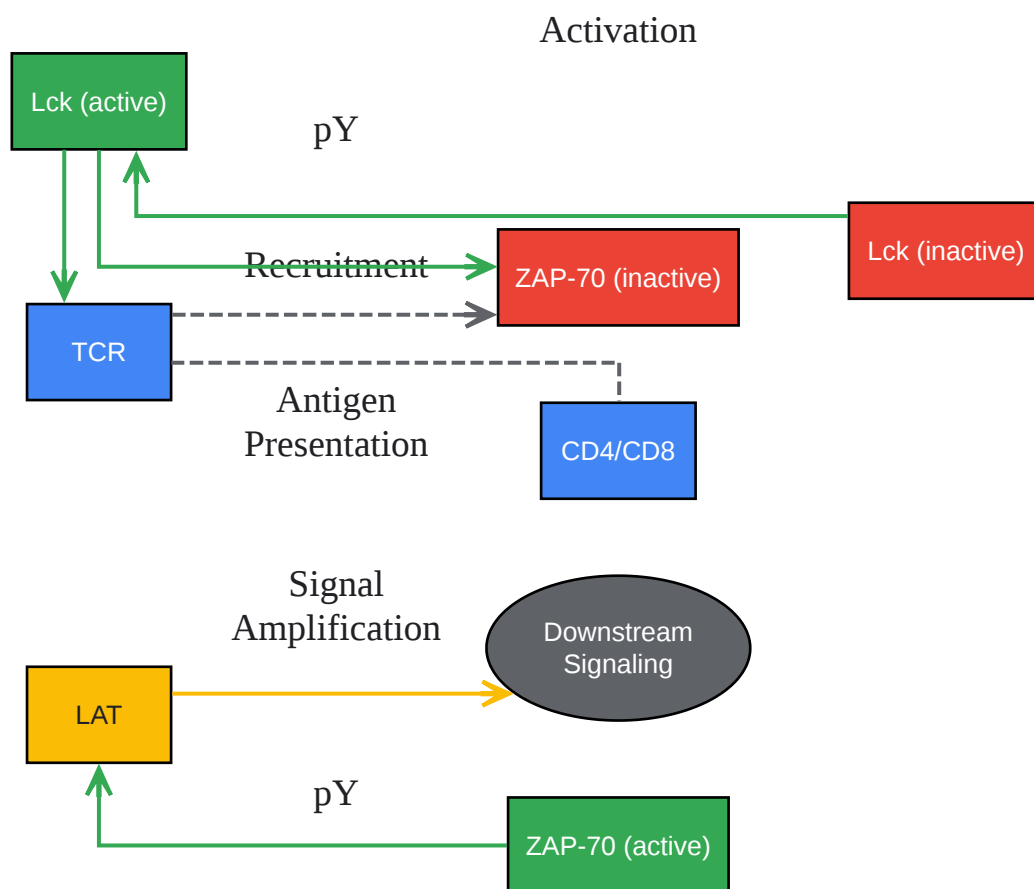 Activation
Lck (active)
pY
Lck (inactive)
Recruitment
ZAP-70 (inactive)
TCR
Antigen
Presentation
CD4/CD8
Signal
Amplification
Downstream
Signaling
LAT
pY
ZAP-70 (active)